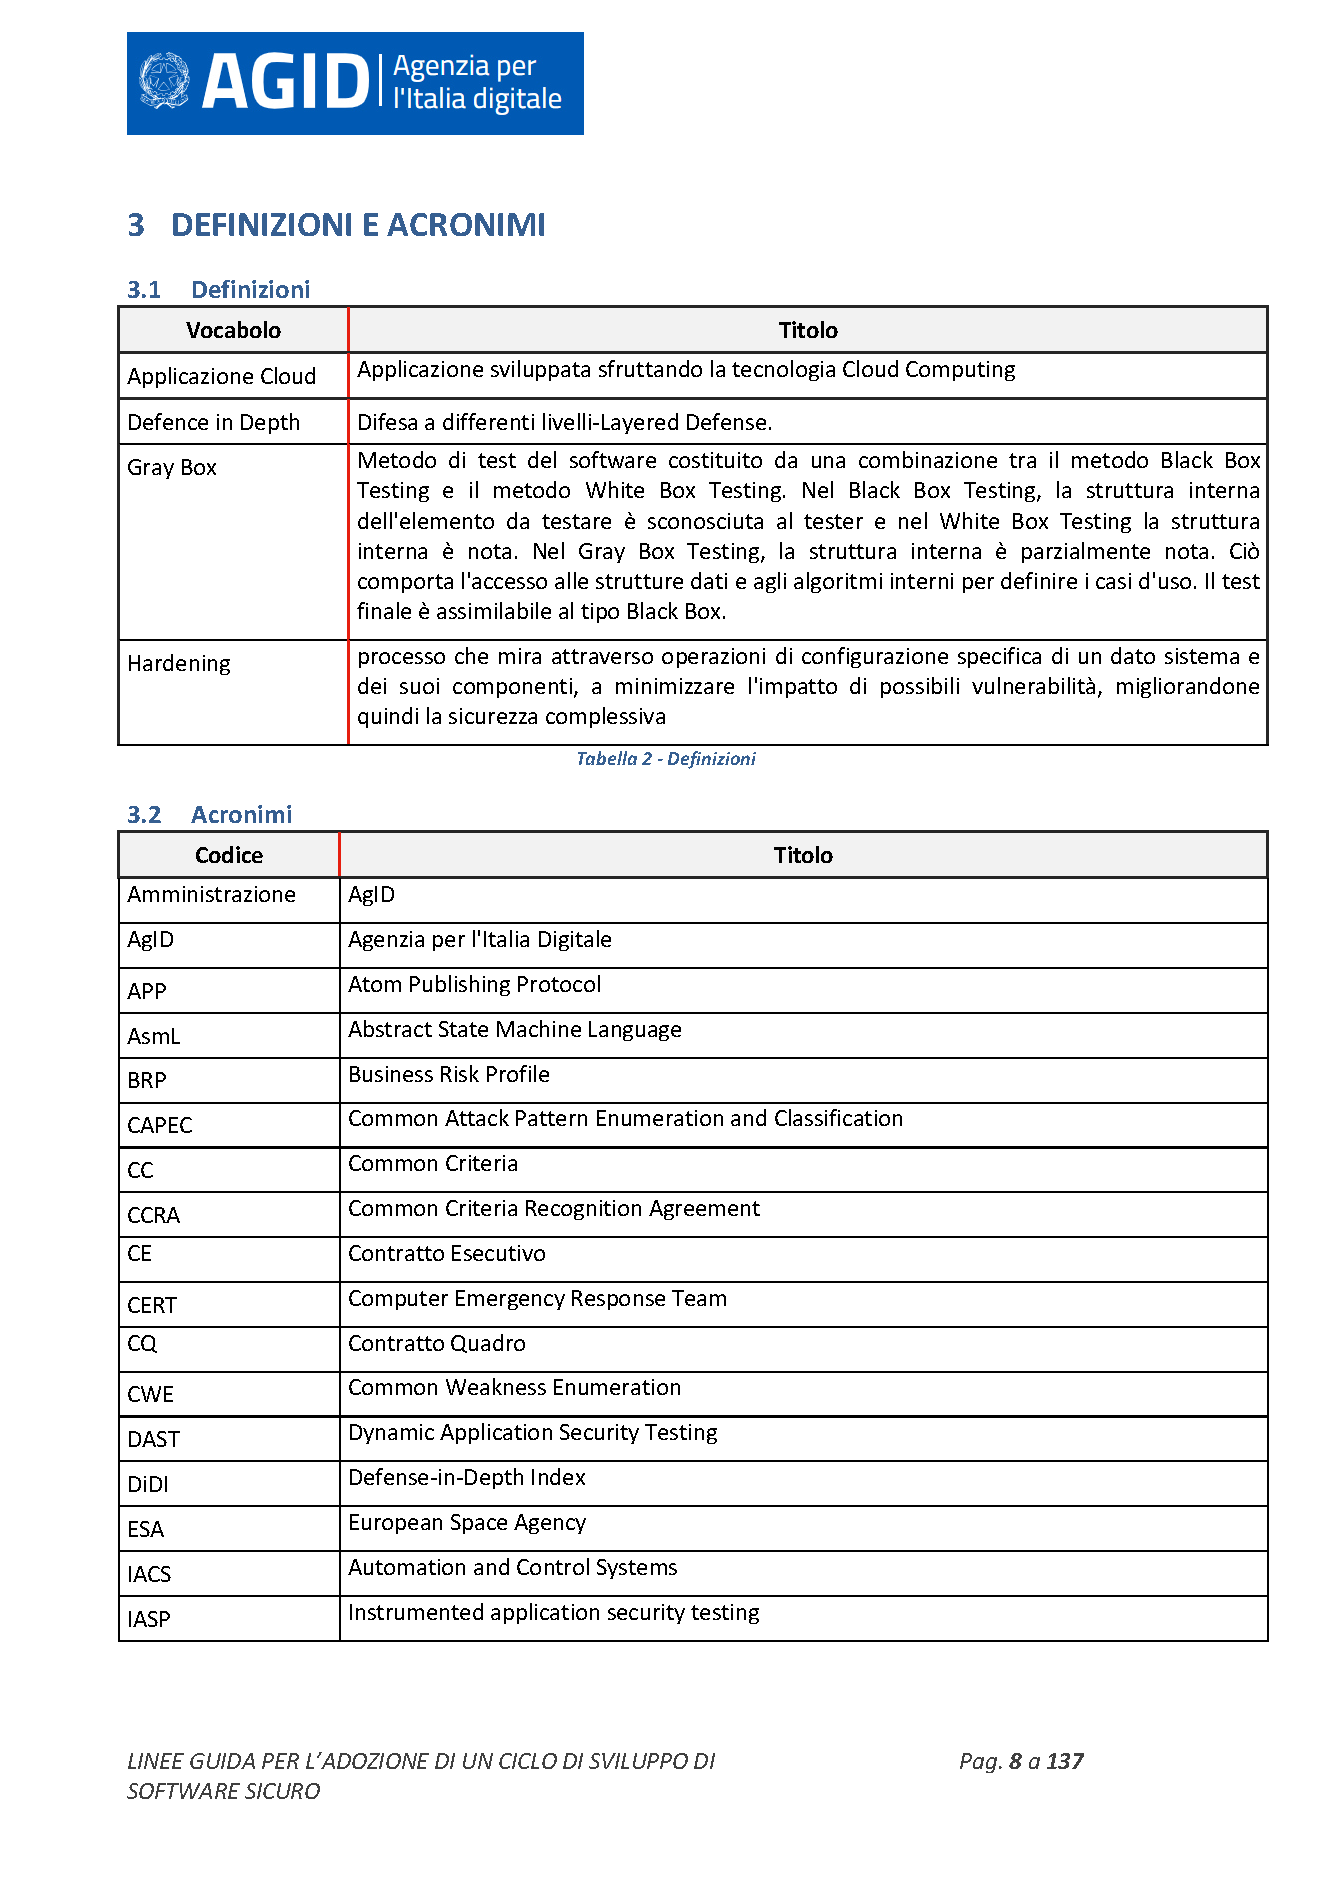 AGID Agenzia per
l'Italia digitale
3 DEFINIZIONI E ACRONIMI
3.1 Definizioni
Vocabolo Titolo
Applicazione Cloud Applicazione sviluppata sfruttando la tecnologia Cloud Computing
Defence in Depth Difesa a differenti livelli-Layered Defense.
Gray Box Metodo di test del software costituito da una combinazione tra il metodo Black Box
Testing e il metodo White Box Testing. Nel Black Box Testing, la struttura interna
dell'elemento da testare è sconosciuta al tester e nel White Box Testing la struttura
interna è nota. Nel Gray Box Testing, la struttura interna è parzialmente nota. Ciò
comporta l'accesso alle strutture dati e agli algoritmi interni per definire i casi d'uso. Il test
finale è assimilabile al tipo Black Box.
Hardening processo che mira attraverso operazioni di configurazione specifica di un dato sistema e
dei suoi componenti, a minimizzare l'impatto di possibili vulnerabilità, migliorandone
quindi la sicurezza complessiva
Tabella 2 - Definizioni
3.2 Acronimi
Codice Titolo
Amministrazione AgID
AgID Agenzia per l'Italia Digitale
APP Atom Publishing Protocol
AsmL Abstract State Machine Language
BRP Business Risk Profile
CAPEC Common Attack Pattern Enumeration and Classification
CC Common Criteria
CCRA Common Criteria Recognition Agreement
CE Contratto Esecutivo
CERT Computer Emergency Response Team
CQ Contratto Quadro
CWE Common Weakness Enumeration
DAST Dynamic Application Security Testing
DiDI Defense-in-Depth Index
ESA European Space Agency
IACS Automation and Control Systems
IASP Instrumented application security testing
LINEE GUIDA PER L’ADOZIONE DI UN CICLO DI SVILUPPO DI Pag. 8 a 137
SOFTWARE SICURO